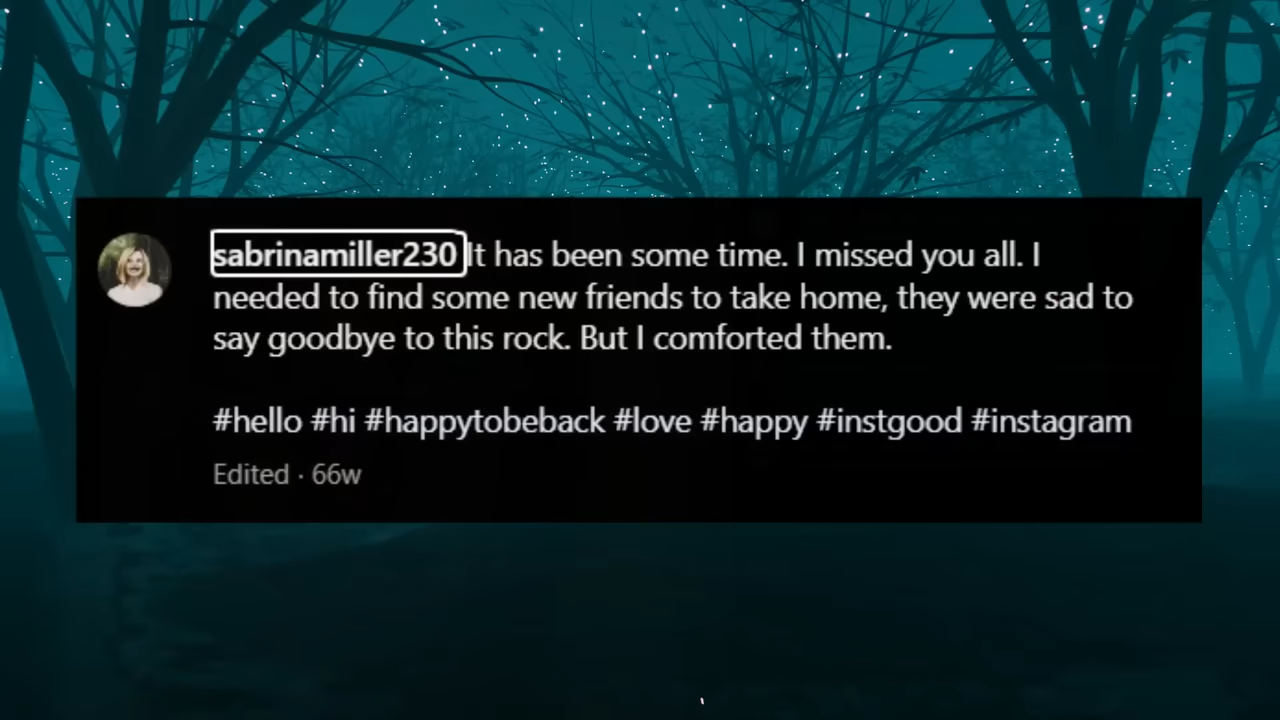 sabrinamiller230 It has been some time. I missed you all. I
needed to find some new friends to take home, they were sad to
say goodbye to this rock. But I comforted them.
#hello #hi #happytobeback #love #happy #instgood #instagram
Edited · 66w